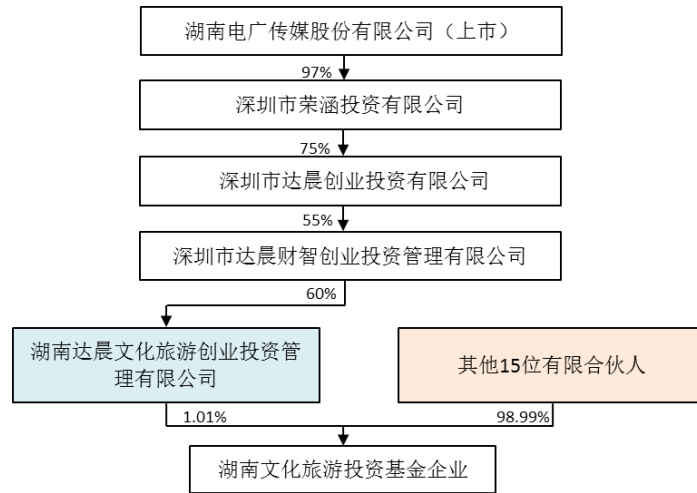 湖南电广传媒股份有限公司（上市）
97%
深圳市荣涵投资有限公司
75%
深圳市达晨创业投资有限公司
55%
深圳市达晨财智创业投资管理有限公司
60%
湖南达晨文化旅游创业投资管
理有限公司
其他15位有限合伙人
1.01%
98.99%
湖南文化旅游投资基金企业